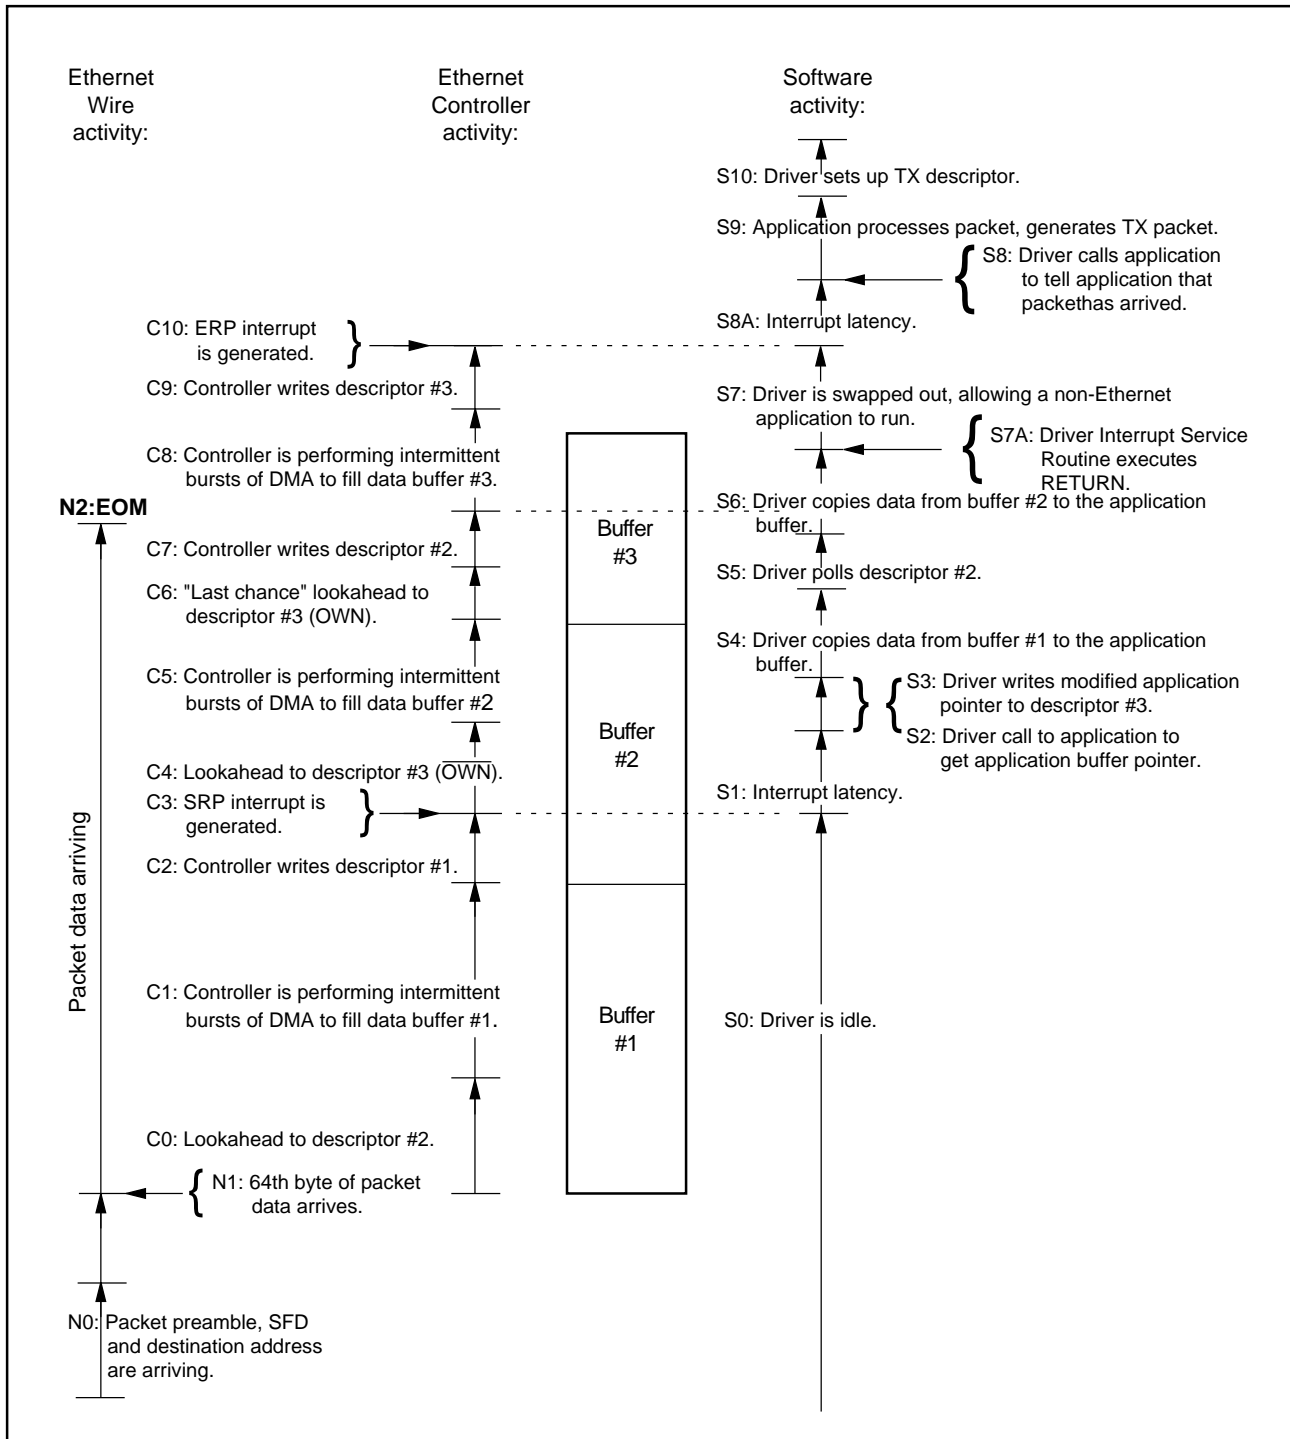 Ethernet
Wire
activity:
Ethernet
Controller
activity:
Software
activity:
S10: Driver sets up TX descriptor.
S9: Application processes packet, generates TX packet.
S8: Driver calls application
to tell application that
packethas arrived.
S8A: Interrupt latency.
C10: ERP interrupt
is generated.
C9: Controller writes descriptor #3.
S7: Driver is swapped out, allowing a non-Ethernet
application to run.
S7A: Driver Interrupt Service
Routine executes
RETURN.
C8: Controller is performing intermittent
bursts of DMA to fill data buffer #3.
N2:EOM
S6: Driver copies data from buffer #2 to the application
buffer.
Buffer
#3
C7: Controller writes descriptor #2.
S5: Driver polls descriptor #2.
C6: "Last chance" lookahead to
descriptor #3 (OWN).
S4: Driver copies data from buffer #1 to the application
buffer.
C5: Controller is performing intermittent
bursts of DMA to fill data buffer #2
S3: Driver writes modified application
pointer to descriptor #3.
S2: Driver call to application to
get application buffer pointer.
Buffer
#2
C4: Lookahead to descriptor #3 (O̅W̅N̅).
S1: Interrupt latency.
C3: SRP interrupt is
generated.
C2: Controller writes descriptor #1.
Packet data arriving
C1: Controller is performing intermittent
bursts of DMA to fill data buffer #1.
Buffer
#1
S0: Driver is idle.
C0: Lookahead to descriptor #2.
N1: 64th byte of packet
data arrives.
N0: Packet preamble, SFD
and destination address
are arriving.